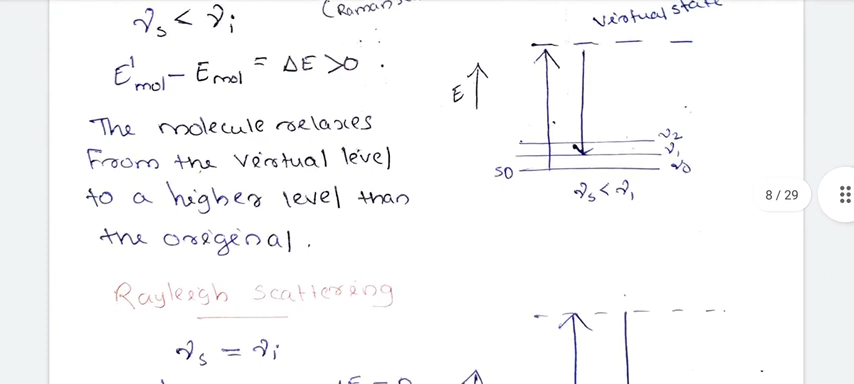 νs < νi
(Raman
Virtual stat
E'mol - Emol = ΔE >0
E
The molecule relaxes
From the Virtual level
to a higher level than
the original.
ν2
ν1
ν0
S0
νs < νi
8 / 29
Rayleigh Scattering
νs = νi